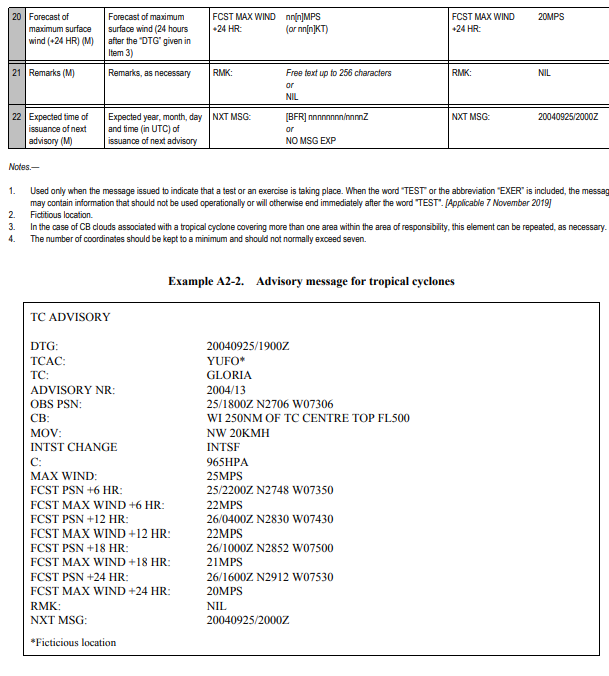 20 Forecast of maximum surface wind (+24 HR) (M) Forecast of maximum surface wind (24 hours after the "DTG" given in Item 3) FCST MAX WIND +24 HR: nn[n]MPS (or nn[n]KT) FCST MAX WIND +24 HR: 20MPS
21 Remarks (M) Remarks, as necessary RMK: Free text up to 256 characters or NIL RMK: NIL
22 Expected time of issuance of next advisory (M) Expected year, month, day and time (in UTC) of issuance of next advisory NXT MSG: [BFR] nnnnnnnn/nnnnZ or NO MSG EXP NXT MSG: 20040925/2000Z
Notes.—
1. Used only when the message issued to indicate that a test or an exercise is taking place. When the word "TEST" or the abbreviation "EXER" is included, the messag
may contain information that should not be used operationally or will otherwise end immediately after the word "TEST". [Applicable 7 November 2019]
2. Fictitious location.
3. In the case of CB clouds associated with a tropical cyclone covering more than one area within the area of responsibility, this element can be repeated, as necessary.
4. The number of coordinates should be kept to a minimum and should not normally exceed seven.
Example A2-2. Advisory message for tropical cyclones
TC ADVISORY
DTG: 20040925/1900Z
TCAC: YUFO*
TC: GLORIA
ADVISORY NR: 2004/13
OBS PSN: 25/1800Z N2706 W07306
CB: WI 250NM OF TC CENTRE TOP FL500
MOV: NW 20KMH
INTST CHANGE INTSF
C: 965HPA
MAX WIND: 25MPS
FCST PSN +6 HR: 25/2200Z N2748 W07350
FCST MAX WIND +6 HR: 22MPS
FCST PSN +12 HR: 26/0400Z N2830 W07430
FCST MAX WIND +12 HR: 22MPS
FCST PSN +18 HR: 26/1000Z N2852 W07500
FCST MAX WIND +18 HR: 21MPS
FCST PSN +24 HR: 26/1600Z N2912 W07530
FCST MAX WIND +24 HR: 20MPS
RMK: NIL
NXT MSG: 20040925/2000Z
*Ficticious location